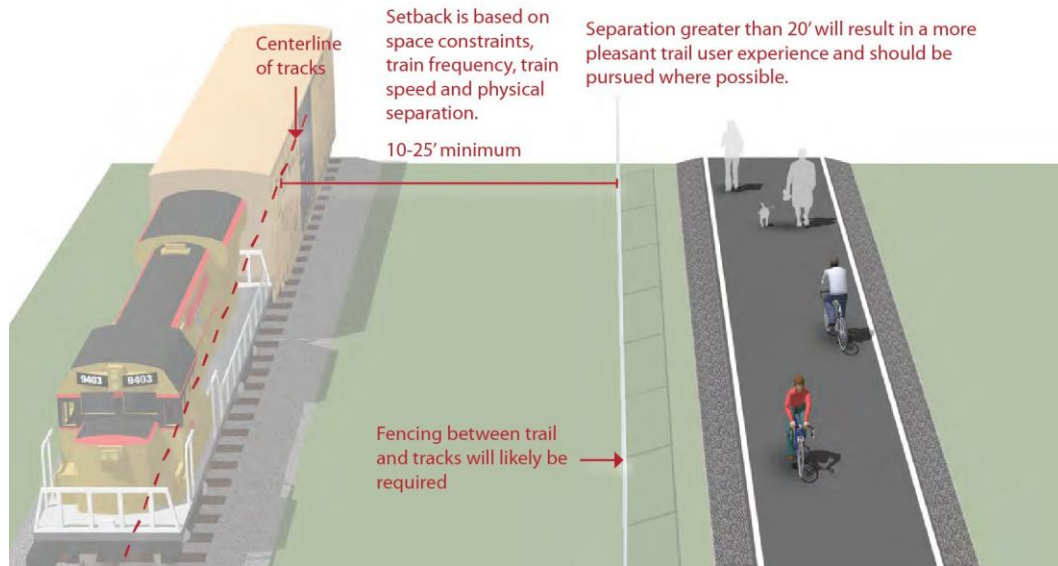 Centerline
of tracks
Setback is based on
space constraints,
train frequency, train
speed and physical
separation.
10-25' minimum
Separation greater than 20' will result in a more
pleasant trail user experience and should be
pursued where possible.
Fencing between trail
and tracks will likely be
required
9403 9403